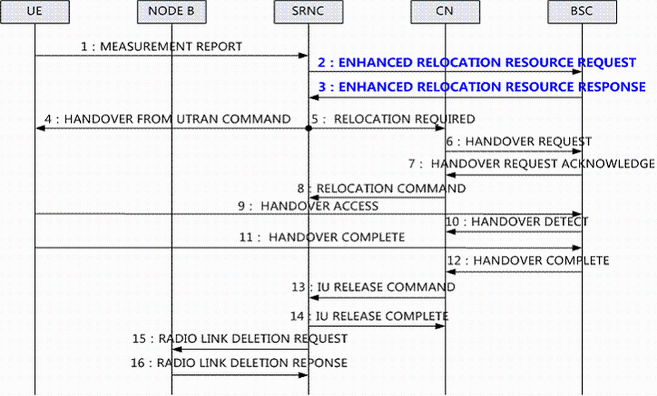 UE NODE B SRNC CN BSC
1 : MEASUREMENT REPORT
2 : ENHANCED RELOCATION RESOURCE REQUEST
3 : ENHANCED RELOCATION RESOURCE RESPONSE
4 : HANDOVER FROM UTRAN COMMAND 5 : RELOCATION REQUIRED
6 : HANDOVER REQUEST
7 : HANDOVER REQUEST ACKNOWLEDGE
8 : RELOCATION COMMAND
9 : HANDOVER ACCESS
10 : HANDOVER DETECT
11 : HANDOVER COMPLETE
12 : HANDOVER COMPLETE
13 : IU RELEASE COMMAND
14 : IU RELEASE COMPLETE
15 : RADIO LINK DELETION REQUEST
16 : RADIO LINK DELETION REPONSE